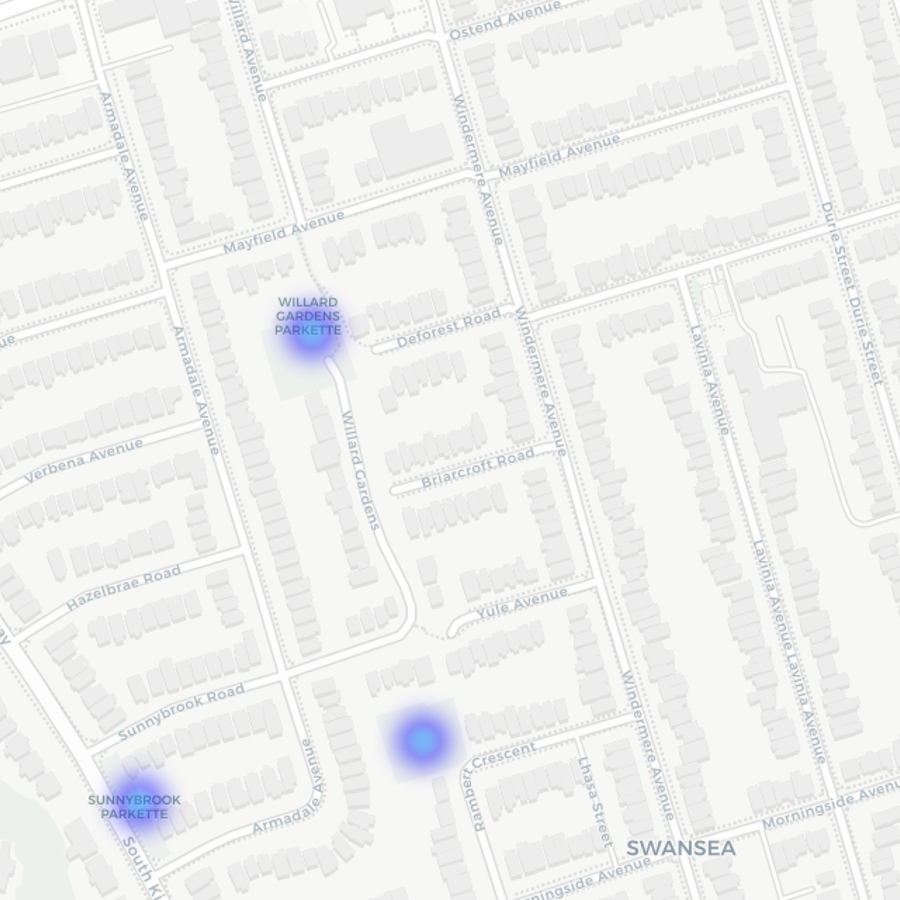 Willard Avenue
Ostend Avenue
Armadale Avenue
Windermere Avenue
Mayfield Avenue
Mayfield Avenue
Durie Street
Durie Street
WILLARD
GARDENS
PARKETTE
Deforest Road
Armadale Avenue
Windermere Avenue
Lavinia Avenue
Verbena Avenue
Willard Gardens
Briarcroft Road
Hazelbrae Road
Yule Avenue
Lavinia Avenue
Lavinia Avenue
Sunnybrook Road
Windermere Avenue
Rambert Crescent
Lhasa Street
Armadale Avenue
SUNNYBROOK
PARKETTE
South Ki
SWANSEA
Morningside Avenue
rningside Avenue